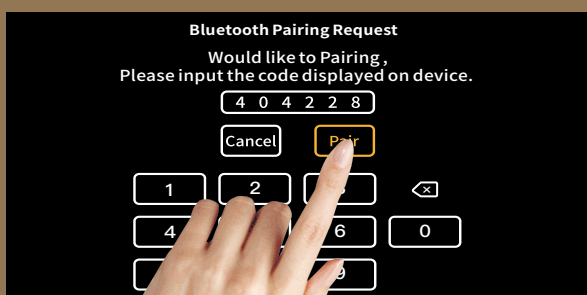 Bluetooth Pairing Request
Would like to Pairing ,
Please input the code displayed on device.
4 0 4 2 2 8
Cancel Pair
1 2
4 6 0
9